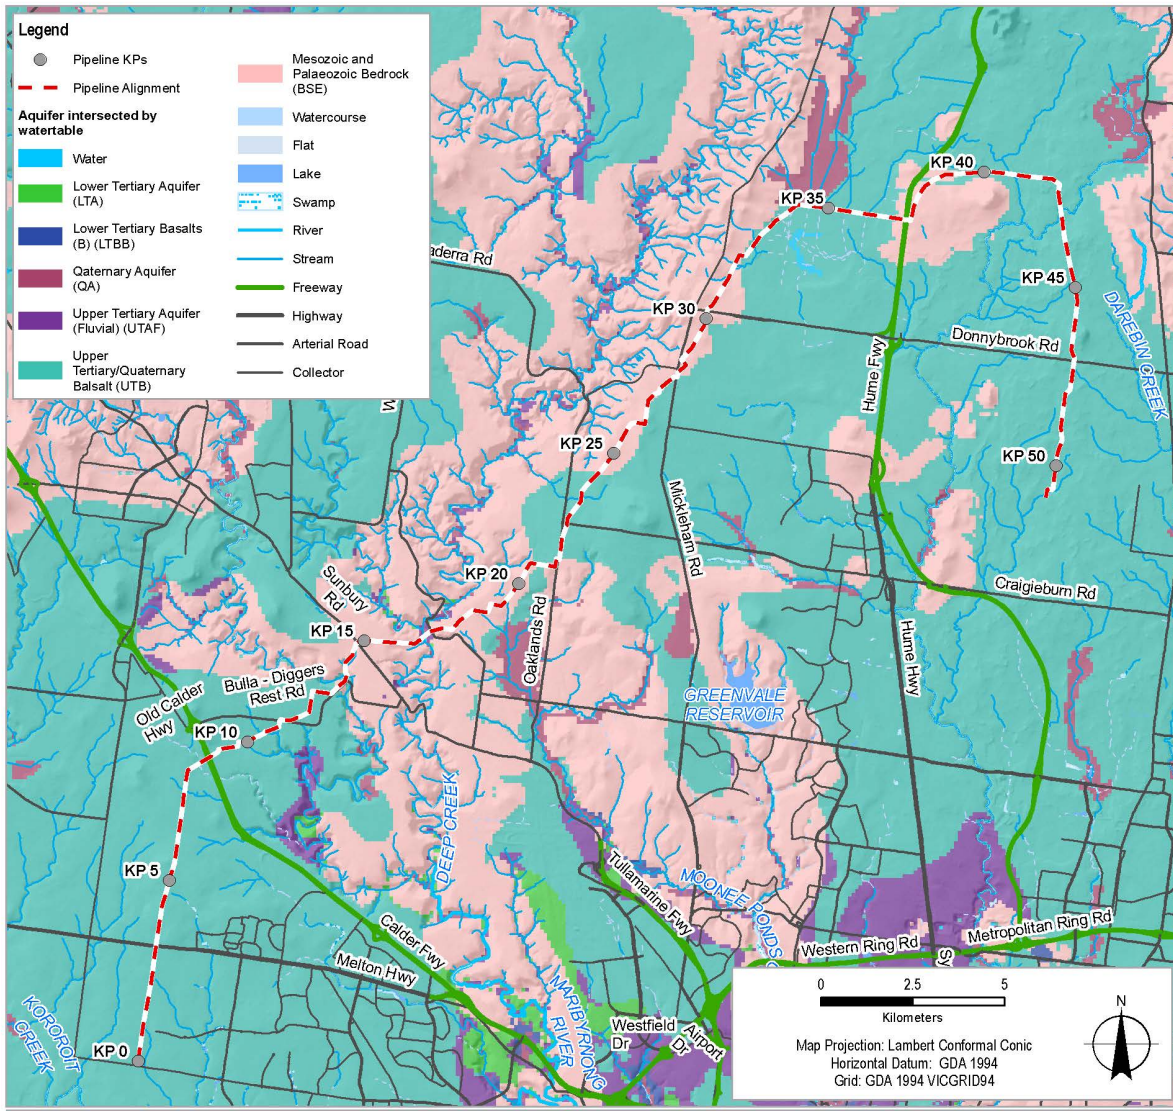 Legend
Pipeline KPs
Pipeline Alignment
Aquifer intersected by
watertable
Water
Lower Tertiary Aquifer
(LTA)
Lower Tertiary Basalts
(B) (LTBB)
Qaternary Aquifer
(QA)
Upper Tertiary Aquifer
(Fluvial) (UTAF)
Upper
Tertiary/Quaternary
Balsalt (UTB)
Mesozoic and
Palaeozoic Bedrock
(BSE)
Watercourse
Flat
Lake
Swamp
River
Stream
Freeway
Highway
Arterial Road
Collector
KP 40
KP 35
aderra Rd
KP 30
KP 45
DAREBIN CREEK
Donnybrook Rd
Hume Fwy
W
KP 25
KP 50
Mickleham Rd
Sunbury
Rd
KP 20
Craigieburn Rd
KP 15
Oaklands Rd
Hume Hwy
Bulla - Diggers
Rest Rd
Old Calder
Hwy
GREENVALE
RESERVOIR
KP 10
DEEP CREEK
KP 5
Tullamarine Fwy
MOONEE PONDS C
Calder Fwy
Metropolitan Ring Rd
Western Ring Rd
Sy
Melton Hwy
MARIBYRNONG
RIVER
KOROROIT
CREEK
Westfield
Dr
Airport
Dr
KP 0
0 2.5 5
Kilometers
N
Map Projection: Lambert Conformal Conic
Horizontal Datum: GDA 1994
Grid: GDA 1994 VICGRID94